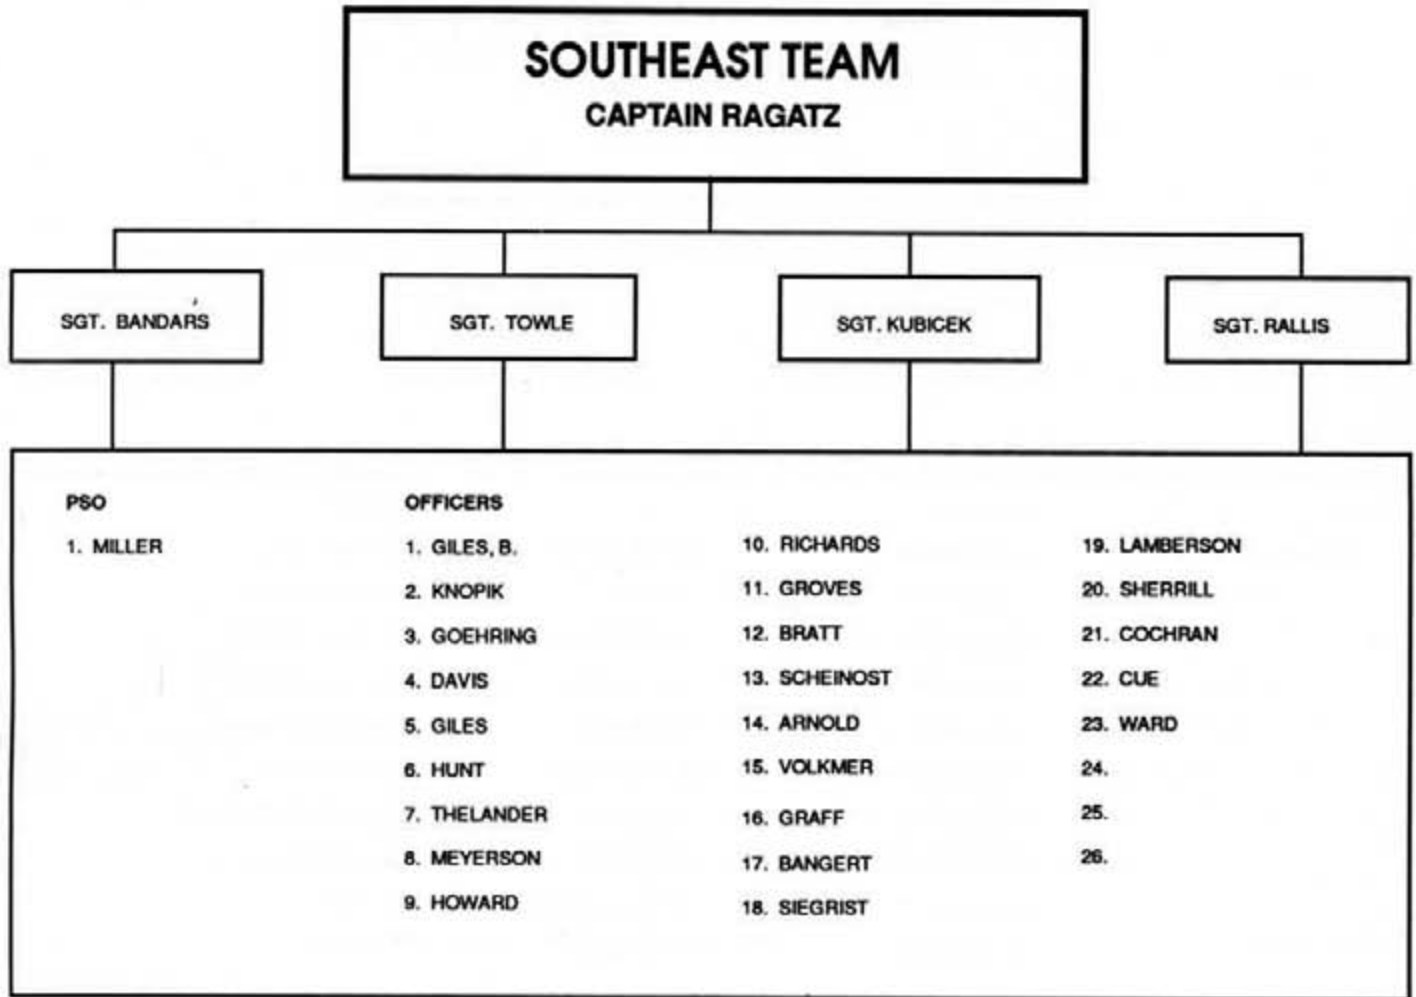 SOUTHEAST TEAM
CAPTAIN RAGATZ
SGT. BANDARS
SGT. TOWLE
SGT. KUBICEK
SGT. RALLIS
PSO
1. MILLER
OFFICERS
1. GILES, B.
2. KNOPIK
3. GOEHRING
4. DAVIS
5. GILES
6. HUNT
7. THELANDER
8. MEYERSON
9. HOWARD
10. RICHARDS
11. GROVES
12. BRATT
13. SCHEINOST
14. ARNOLD
15. VOLKMER
16. GRAFF
17. BANGERT
18. SIEGRIST
19. LAMBERSON
20. SHERRILL
21. COCHRAN
22. CUE
23. WARD
24.
25.
26.